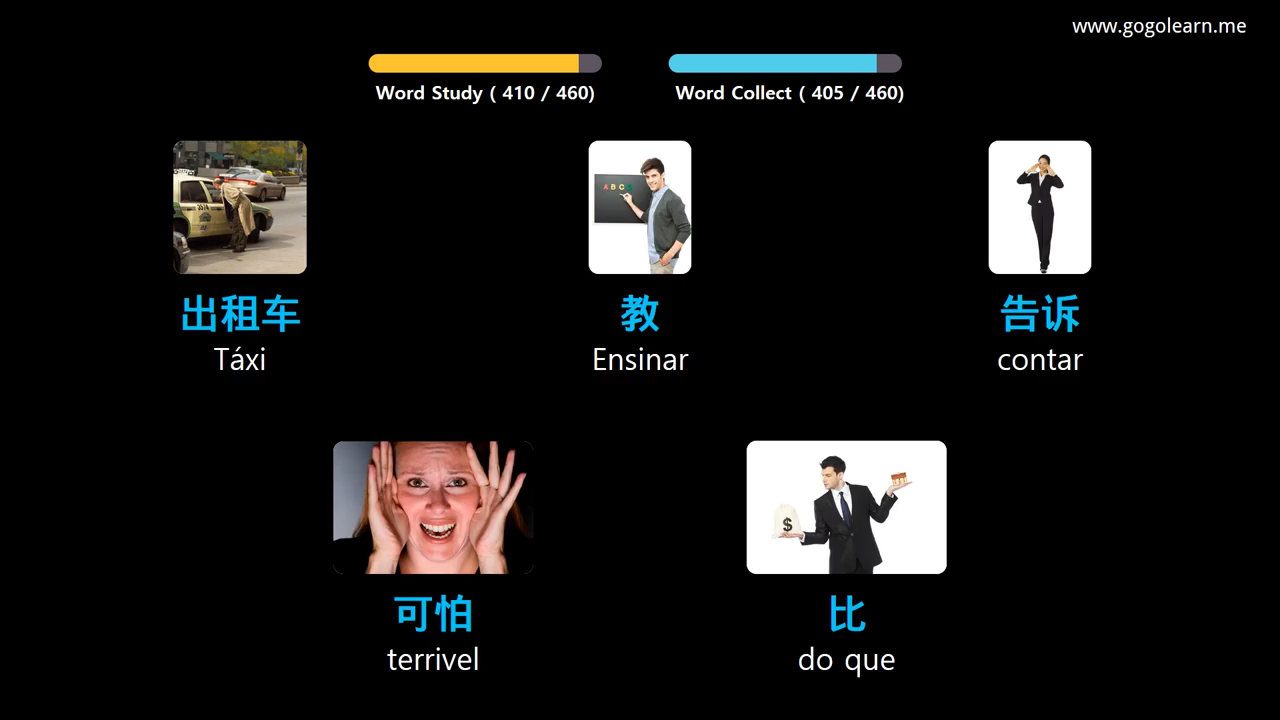 www.gogolearn.me
Word Study ( 410 / 460)
Word Collect ( 405 / 460)
出租车
Táxi
教
Ensinar
告诉
contar
可怕
terrivel
比
do que